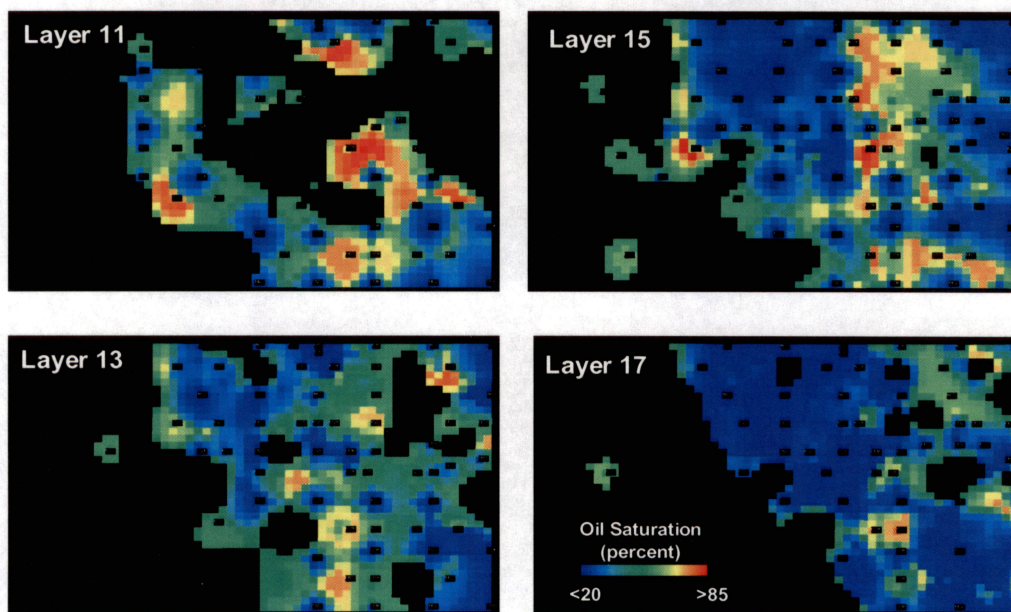 Layer 11
Layer 15
Layer 13
Layer 17
Oil Saturation
(percent)
<20 >85